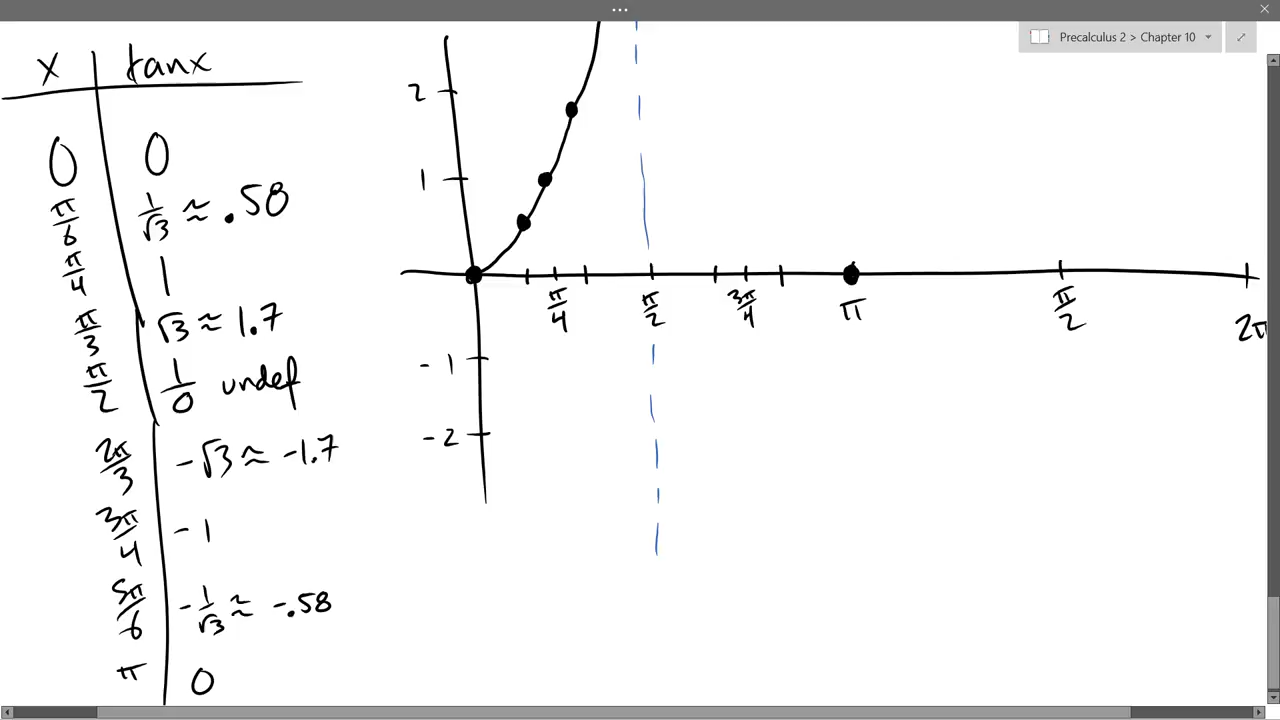 Precalculus 2 > Chapter 10
x tanx
0 0
π/6 1/√3 ≈ .58
π/4 1
π/3 √3 ≈ 1.7
π/2 1/0 undef
2π/3 -√3 ≈ -1.7
3π/4 -1
5π/6 -1/√3 ≈ -.58
π 0
2
1
-1
-2
π/4 π/2 3π/4 π π/2 2π